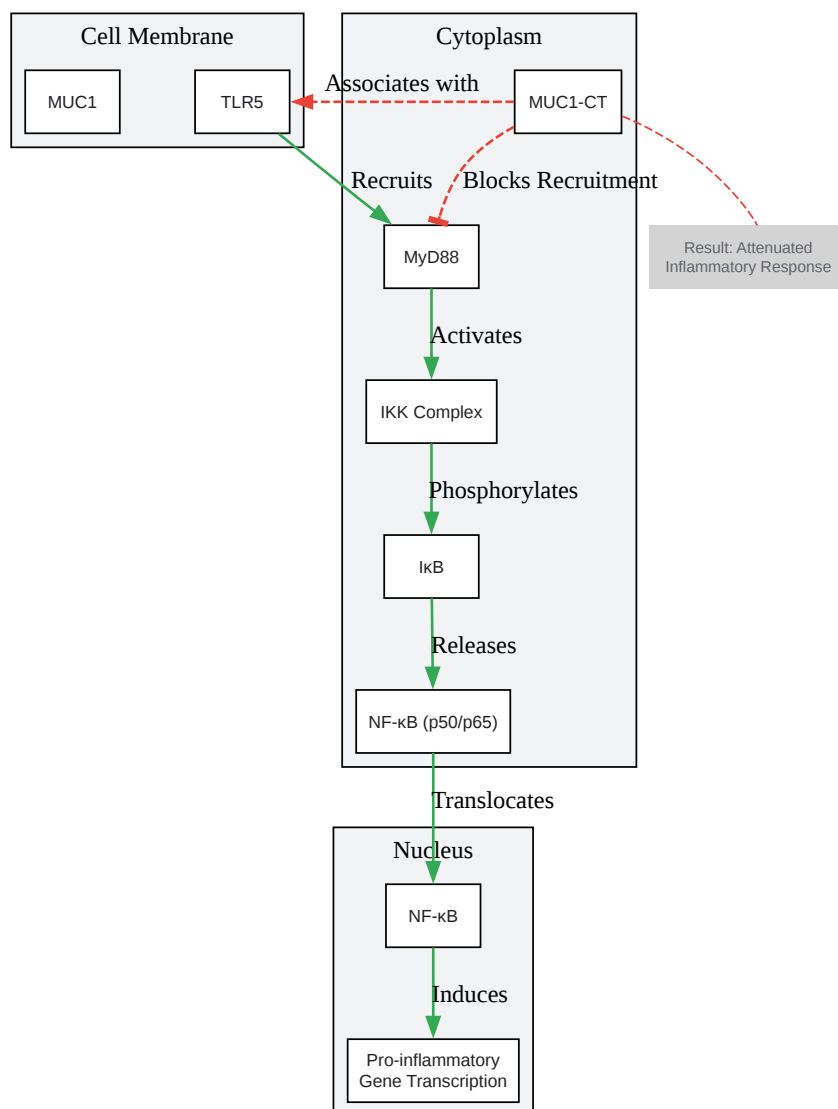 Cell Membrane
Cytoplasm
MUC1
TLR5
Associates with
MUC1-CT
Recruits
Blocks Recruitment
MyD88
Result: Attenuated
Inflammatory Response
Activates
IKK Complex
Phosphorylates
IκB
Releases
NF-κB (p50/p65)
Translocates
Nucleus
NF-κB
Induces
Pro-inflammatory
Gene Transcription